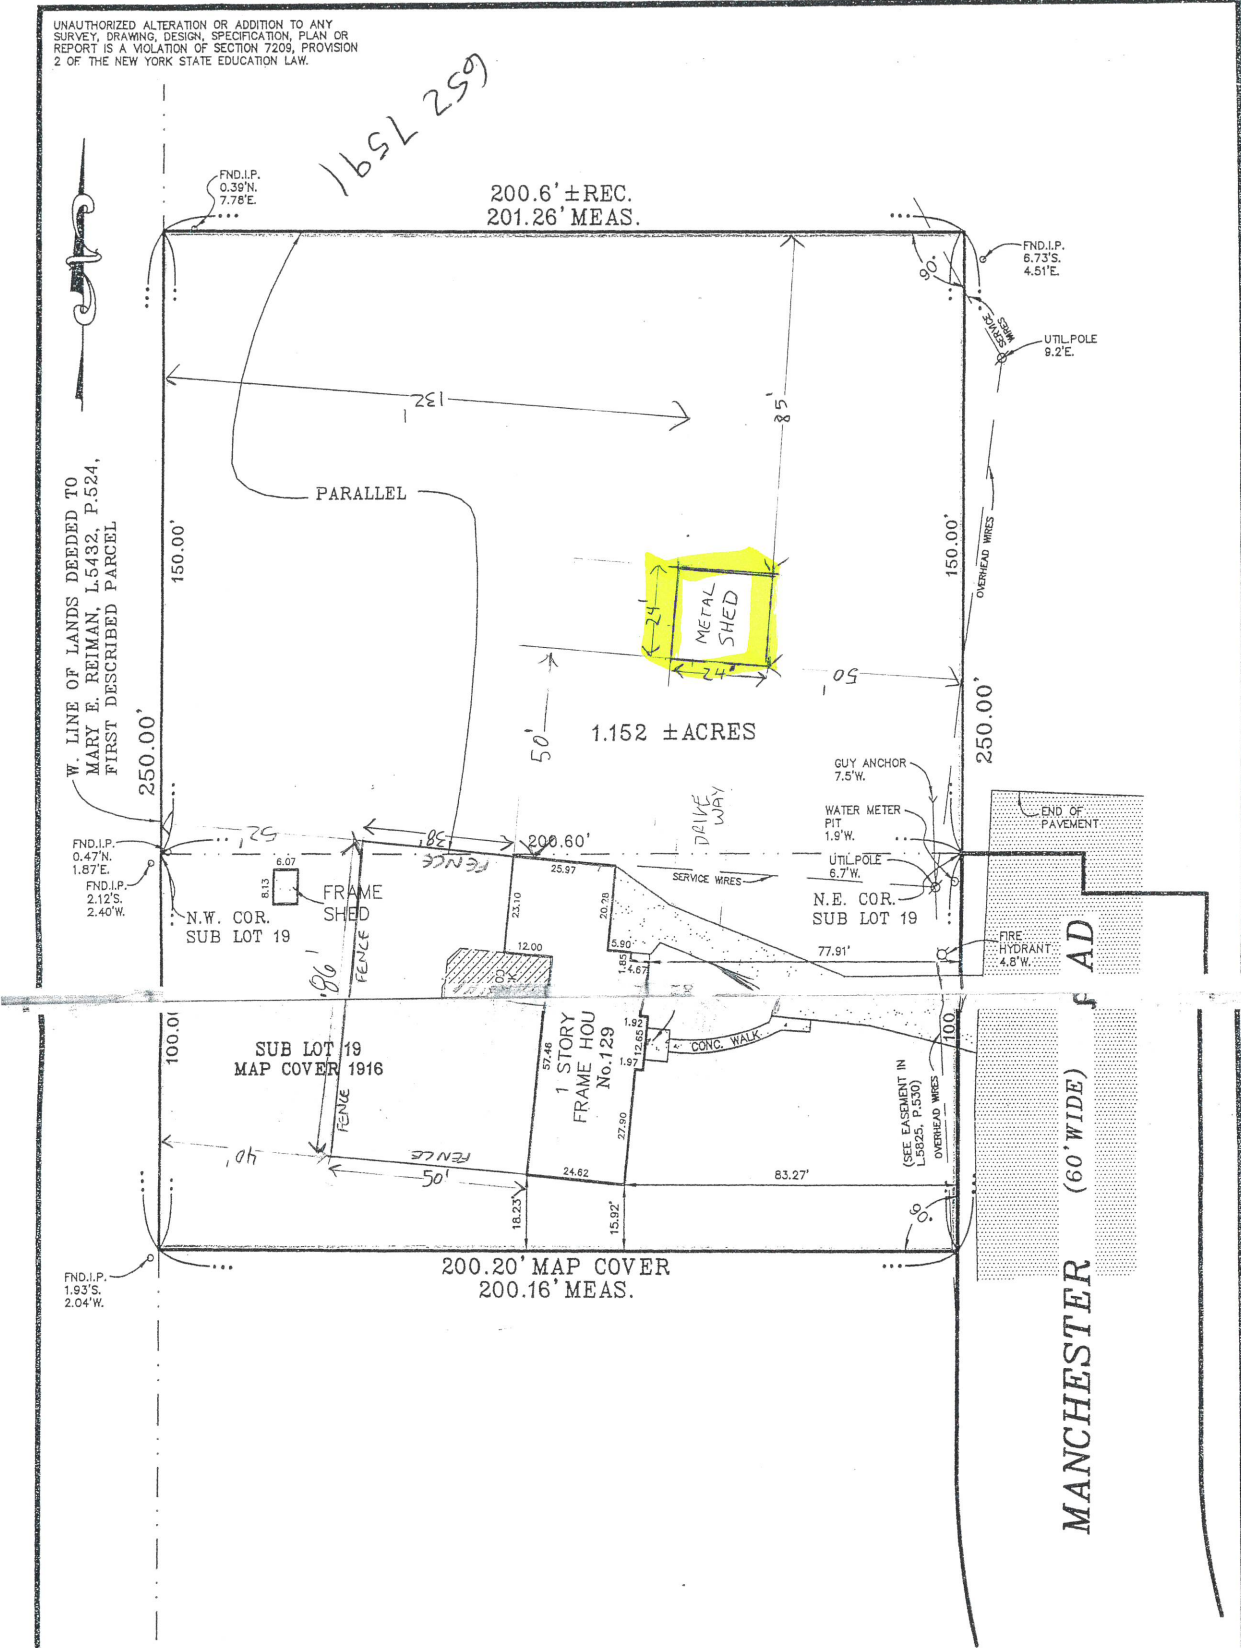 UNAUTHORIZED ALTERATION OR ADDITION TO ANY
SURVEY, DRAWING, DESIGN, SPECIFICATION, PLAN OR
REPORT IS A VIOLATION OF SECTION 7209, PROVISION
2 OF THE NEW YORK STATE EDUCATION LAW.
652 7591
FND.I.P.
0.39'N.
7.78'E.
200.6' ±REC.
201.26' MEAS.
90°
FND.I.P.
6.73'S.
4.51'E.
SERVICE
WIRES
UTIL.POLE
9.2'E.
132'
85'
PARALLEL
W. LINE OF LANDS DEEDED TO
MARY E. REIMAN, L.5432, P.524,
FIRST DESCRIBED PARCEL
150.00'
150.00'
OVERHEAD WIRES
24'
METAL
SHED
24'
50'
50'
1.152 ±ACRES
250.00'
250.00'
GUY ANCHOR
7.5'W.
DRIVE
WAY
WATER METER
PIT
1.9'W.
END OF
PAVEMENT
52'
38'
200.60'
FENCE
FND.I.P.
0.47'N.
1.87'E.
FND.I.P.
2.12'S.
2.40'W.
6.07
8.13
FRAME
SHED
25.97
SERVICE WIRES
UTIL.POLE
6.7'W.
N.W. COR.
SUB LOT 19
23.10
20.28
N.E. COR.
SUB LOT 19
FENCE
86'
12.00
5.90
1.85
4.67
77.91'
FIRE
HYDRANT
4.8'W.
100.0
SUB LOT 19
MAP COVER 1916
57.46
1 STORY
FRAME HOU
No.129
1.92
12.65
1.97
CONC. WALK
100
(SEE EASEMENT IN
L.5825, P.530)
OVERHEAD WIRES
FENCE
27.90
40'
FENCE
50'
24.62
83.27'
18.23'
15.92'
90°
200.20' MAP COVER
200.16' MEAS.
FND.I.P.
1.93'S.
2.04'W.
MANCHESTER AD
(60' WIDE)